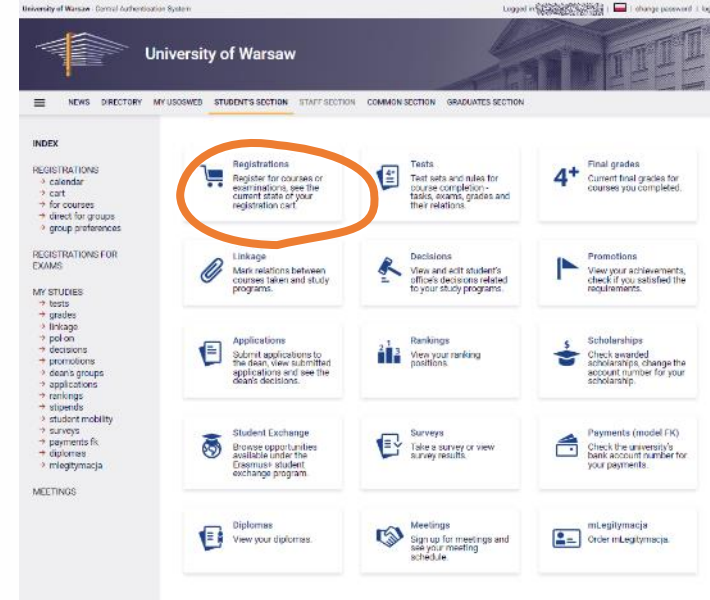 University of Warsaw - Central Authentication System
Logged in
change password
University of Warsaw
NEWS DIRECTORY MY USOSWEB STUDENT'S SECTION STAFF SECTION COMMON SECTION GRADUATES SECTION
INDEX
REGISTRATIONS
→ calendar
→ cart
→ for courses
→ direct for groups
→ group preferences
REGISTRATIONS FOR
EXAMS
MY STUDIES
→ tests
→ grades
→ linkage
→ polon
→ decisions
→ promotions
→ dean's groups
→ applications
→ rankings
→ stipends
→ student mobility
→ surveys
→ payments fk
→ diplomas
→ mlegitymacja
MEETINGS
Registrations
Register for courses or
examinations, see the
current state of your
registration cart.
Tests
Test sets and rules for
course completion -
tasks, exams, grades and
their relations.
4+
Final grades
Current final grades for
courses you completed.
Linkage
Mark relations between
courses taken and study
programs.
Decisions
View and edit student's
office's decisions related
to your study programs.
Promotions
View your achievements,
check if you satisfied the
requirements.
Applications
Submit applications to
the dean, view submitted
applications and see the
dean's decisions.
2 1 3
Rankings
View your ranking
positions.
$
Scholarships
Check awarded
scholarships, change the
account number for your
scholarship.
Student Exchange
Browse opportunities
available under the
Erasmus+ student
exchange program.
Surveys
Take a survey or view
survey results.
Payments (model FK)
Check the university's
bank account number for
your payments.
Diplomas
View your diplomas.
Meetings
Sign up for meetings and
see your meeting
schedule.
mLegitymacja
Order mLegitymacja.